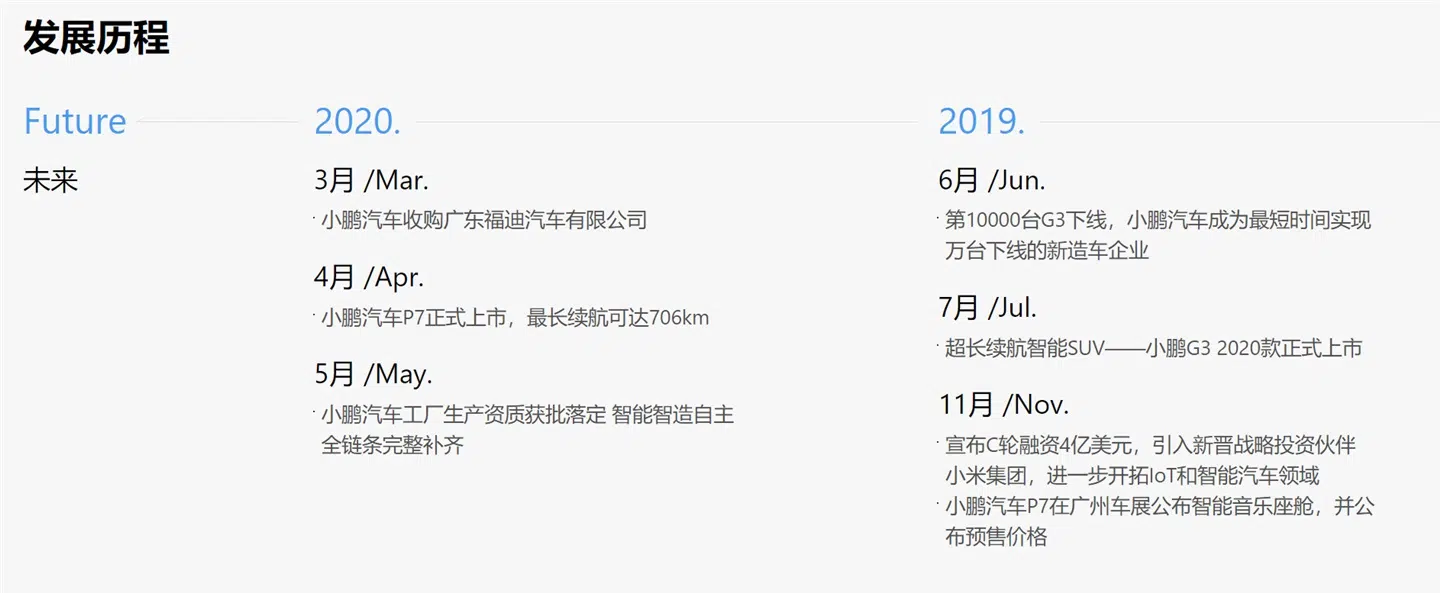 发展历程
Future
未来
2020.
3月 /Mar.
· 小鹏汽车收购广东福迪汽车有限公司
4月 /Apr.
· 小鹏汽车P7正式上市，最长续航可达706km
5月 /May.
· 小鹏汽车工厂生产资质获批落定 智能智造自主
全链条完整补齐
2019.
6月 /Jun.
· 第10000台G3下线，小鹏汽车成为最短时间实现
万台下线的新造车企业
7月 /Jul.
· 超长续航智能SUV——小鹏G3 2020款正式上市
11月 /Nov.
· 宣布C轮融资4亿美元，引入新晋战略投资伙伴
小米集团，进一步开拓IoT和智能汽车领域
· 小鹏汽车P7在广州车展公布智能音乐座舱，并公
布预售价格